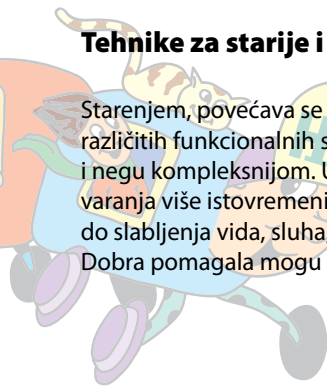 Tehnike za starije i
Starenjem, povećava se
različitih funkcionalnih s
i negu kompleksnijom. U
varanja više istovremeni
do slabljenja vida, sluha
Dobra pomagala mogu